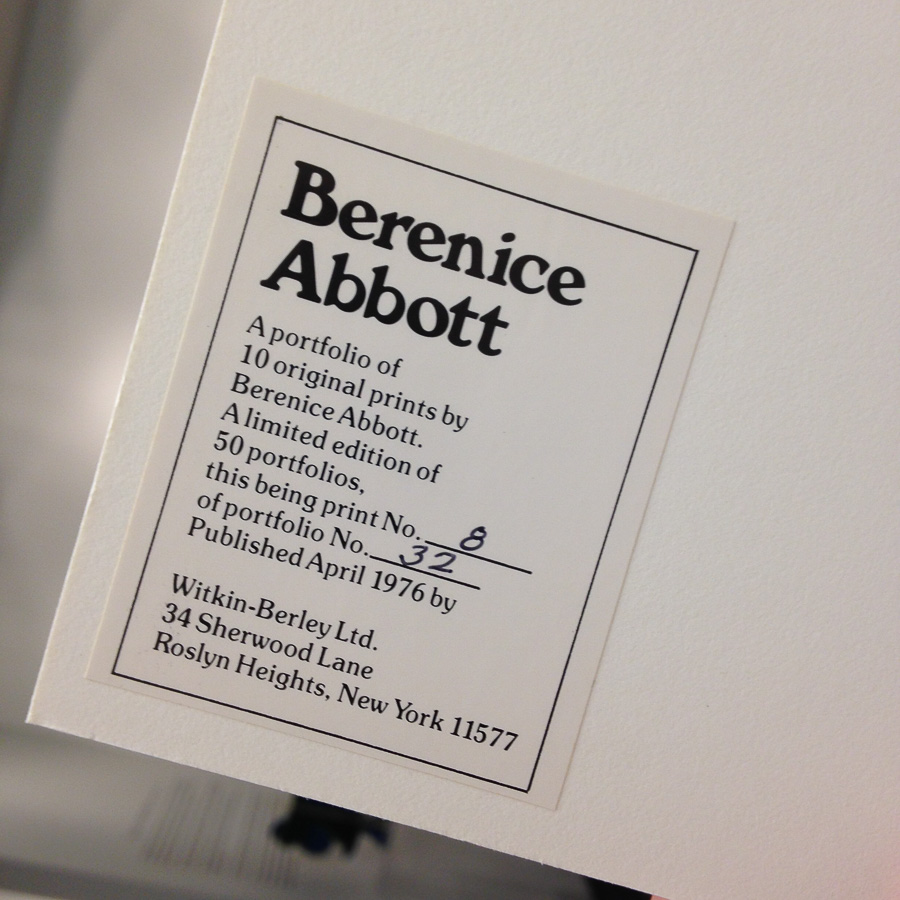 Berenice
Abbott
A portfolio of
10 original prints by
Berenice Abbott.
A limited edition of
50 portfolios,
this being print No. 8
of portfolio No. 32
Published April 1976 by
Witkin-Berley Ltd.
34 Sherwood Lane
Roslyn Heights, New York 11577